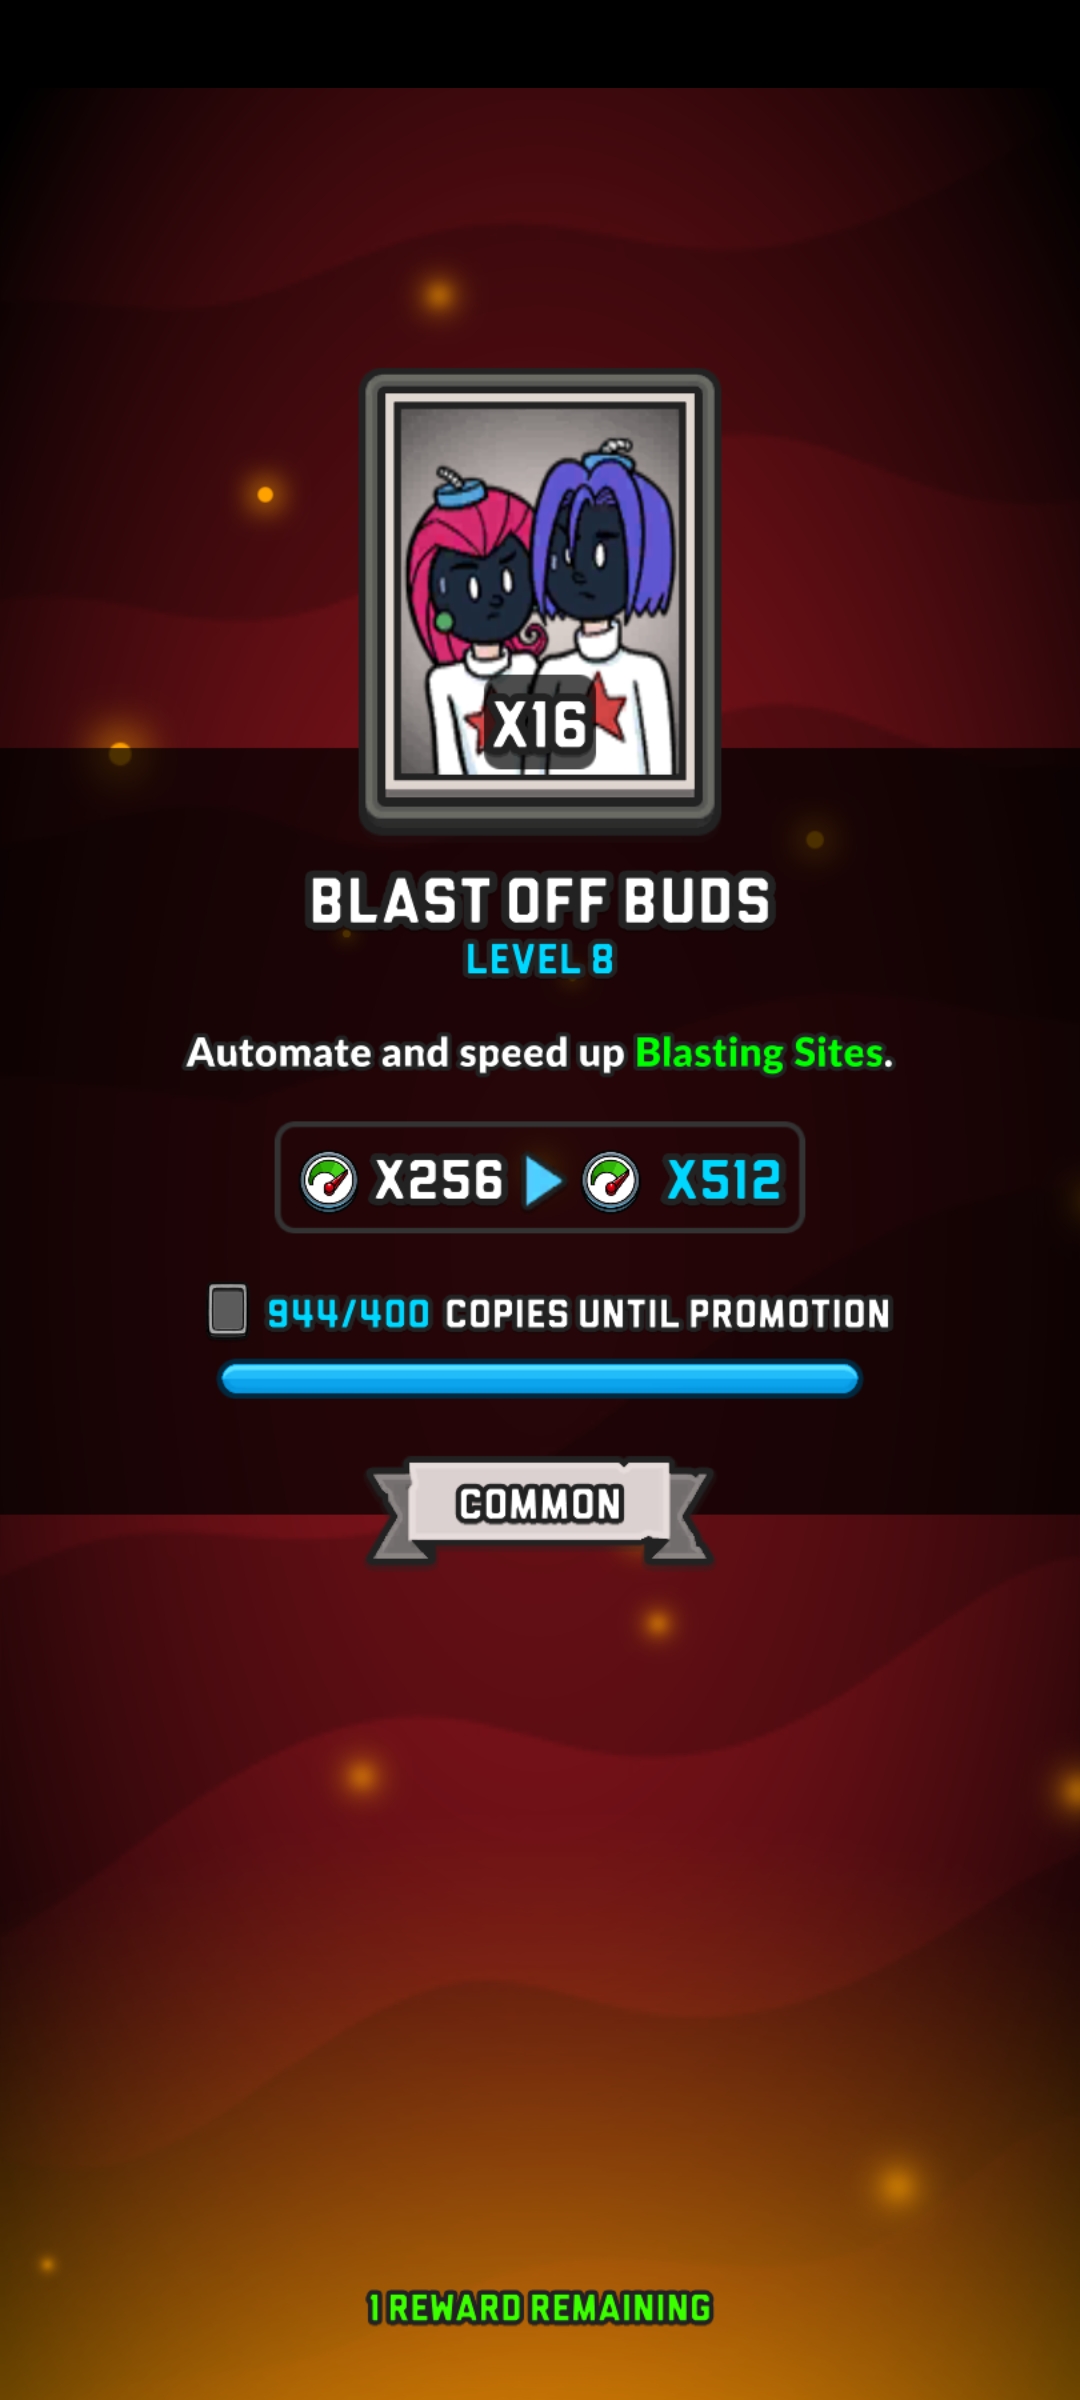 X16
BLAST OFF BUDS
LEVEL 8
Automate and speed up Blasting Sites.
X256 X512
944/400 COPIES UNTIL PROMOTION
COMMON
1 REWARD REMAINING